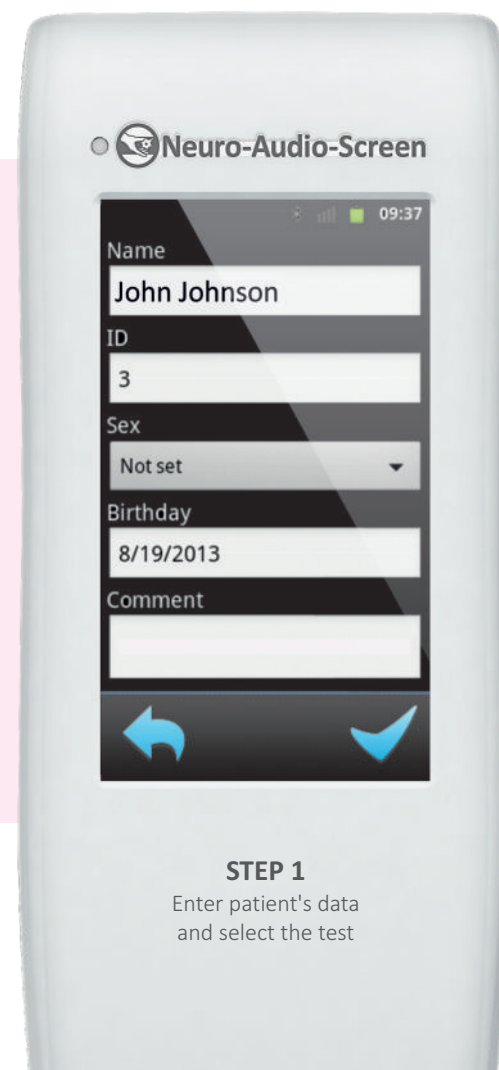 Neuro-Audio-Screen
09:37
Name
John Johnson
ID
3
Sex
Not set
Birthday
8/19/2013
Comment
STEP 1
Enter patient's data
and select the test